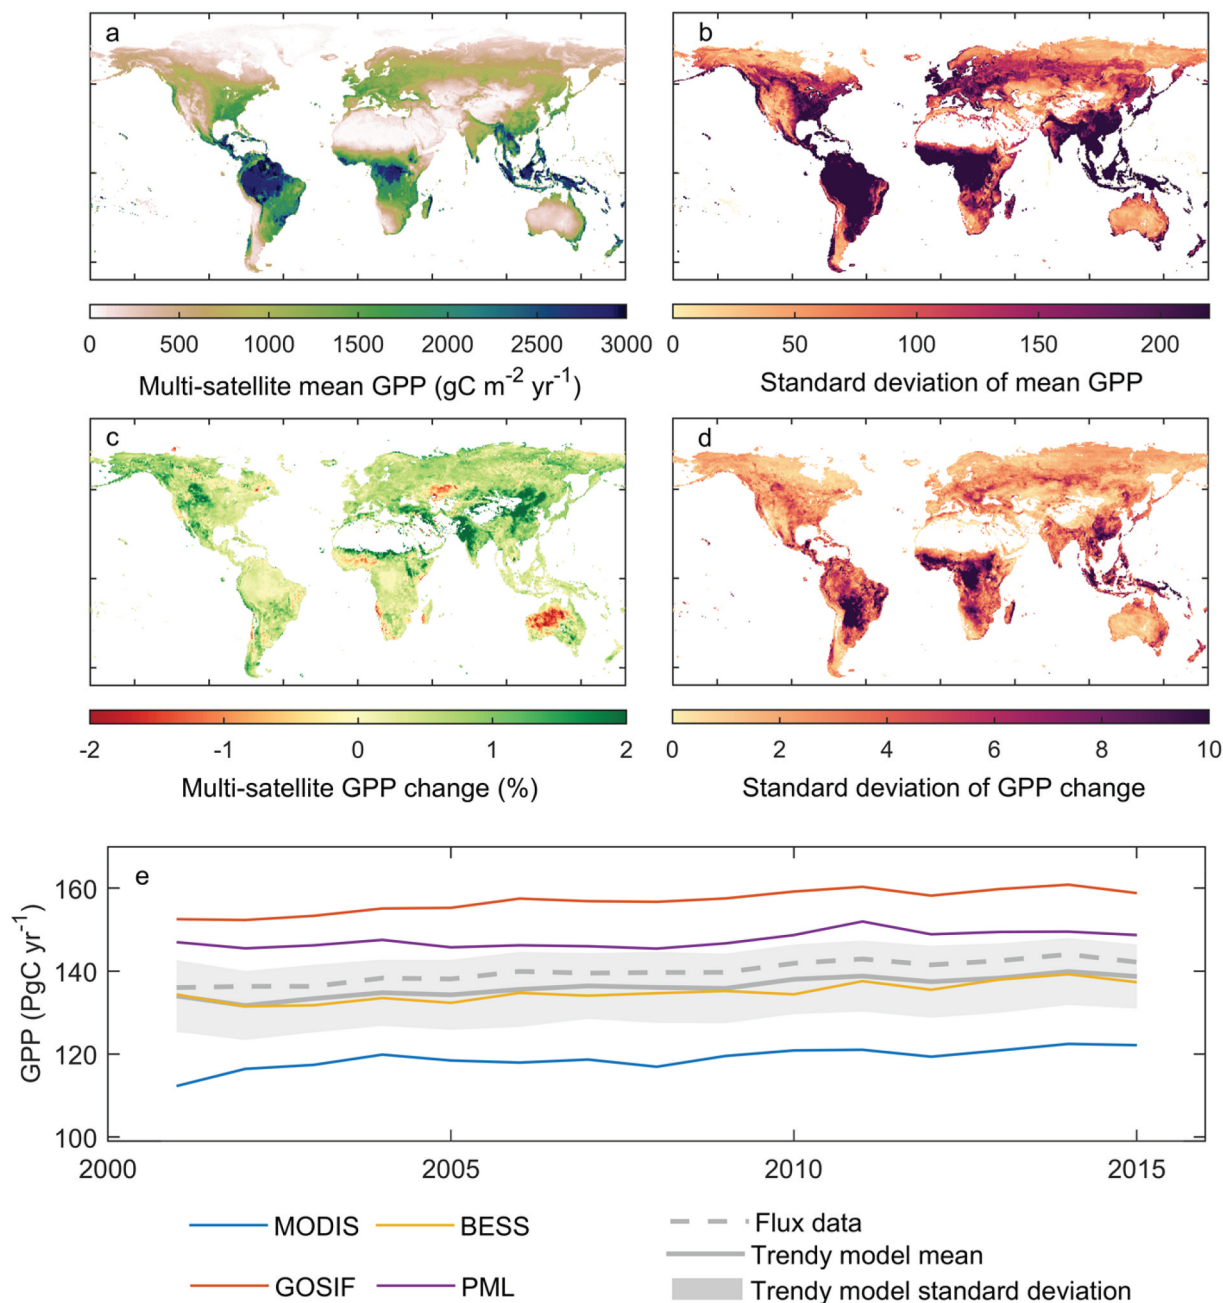 a
b
0 500 1000 1500 2000 2500 3000
0 50 100 150 200
Multi-satellite mean GPP (gC m⁻² yr⁻¹)
Standard deviation of mean GPP
c
d
-2 -1 0 1 2
0 2 4 6 8 10
Multi-satellite GPP change (%)
Standard deviation of GPP change
e
GPP (PgC yr⁻¹)
160
140
120
100
2000 2005 2010 2015
MODIS BESS
GOSIF PML
Flux data
Trendy model mean
Trendy model standard deviation